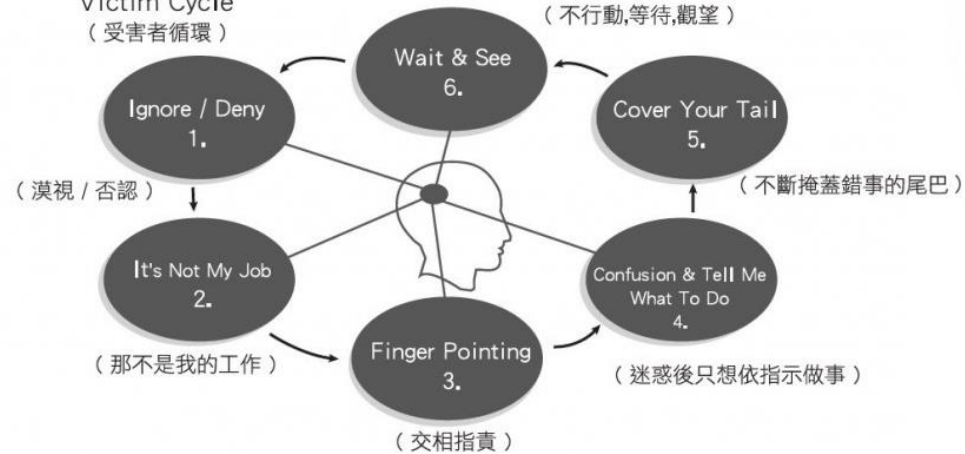 Victim Cycle
（受害者循環）
Ignore / Deny
1.
（漠視 / 否認）
It's Not My Job
2.
（那不是我的工作）
Finger Pointing
3.
（交相指責）
Confusion & Tell Me
What To Do
4.
（迷惑後只想依指示做事）
Cover Your Tail
5.
（不斷掩蓋錯事的尾巴）
Wait & See
6.
（不行動,等待,觀望）